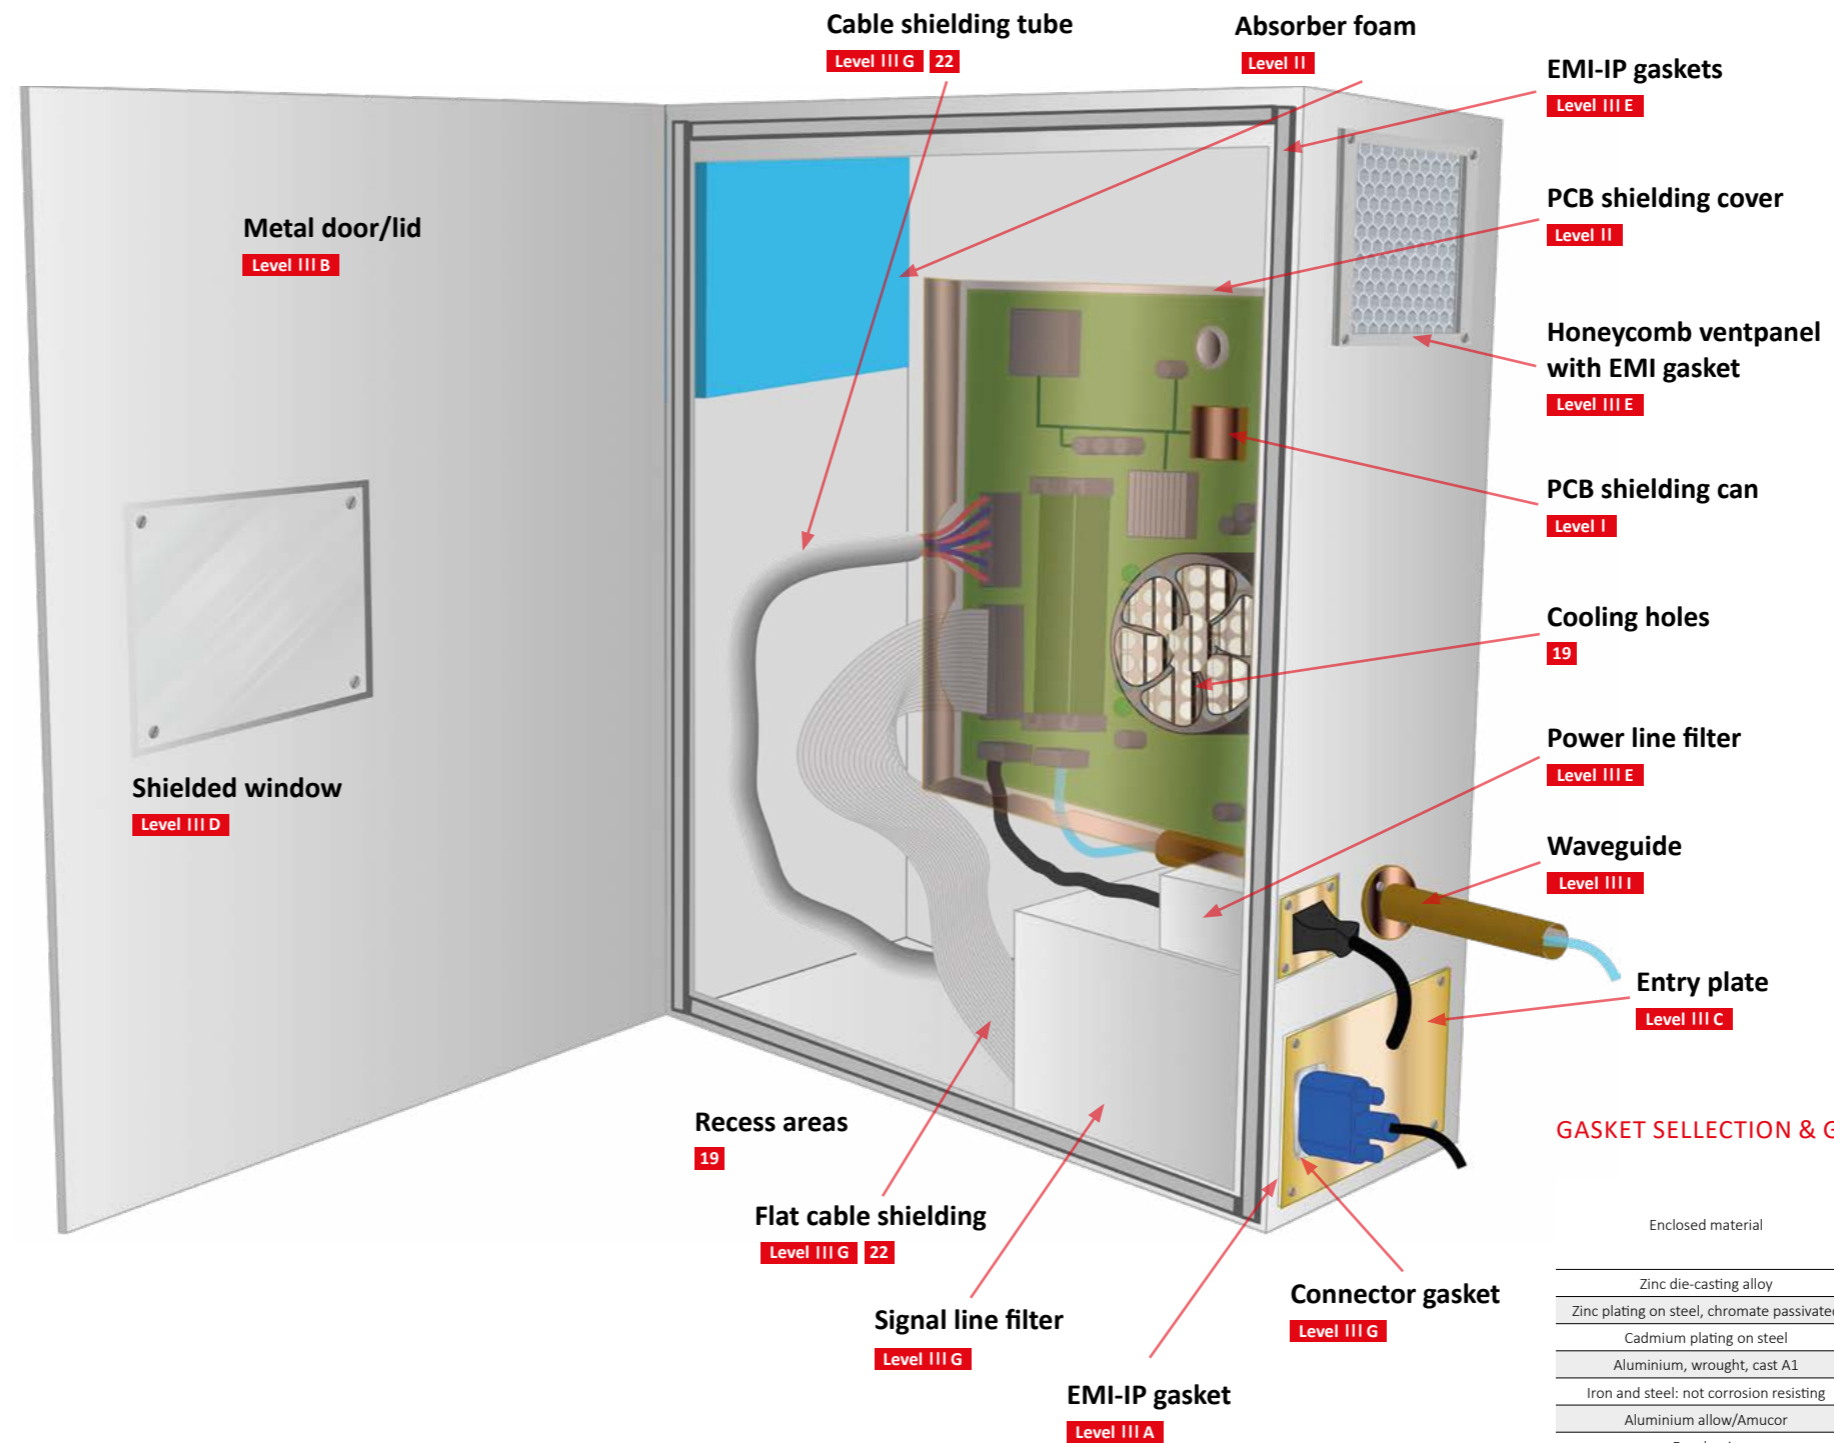 Cable shielding tube
Level III G 22
Absorber foam
Level II
EMI-IP gaskets
Level III E
Metal door/lid
Level III B
PCB shielding cover
Level II
Honeycomb ventpanel
with EMI gasket
Level III E
PCB shielding can
Level I
Cooling holes
19
Power line filter
Level III E
Shielded window
Level III D
Waveguide
Level III I
Entry plate
Level III C
Recess areas
19
Flat cable shielding
Level III G 22
Signal line filter
Level III G
EMI-IP gasket
Level III A
Connector gasket
Level III G
GASKET SELLECTION & G
Enclosed material
Zinc die-casting alloy
Zinc plating on steel, chromate passivated
Cadmium plating on steel
Aluminium, wrought, cast A1
Iron and steel: not corrosion resisting
Aluminium allow/Amucor